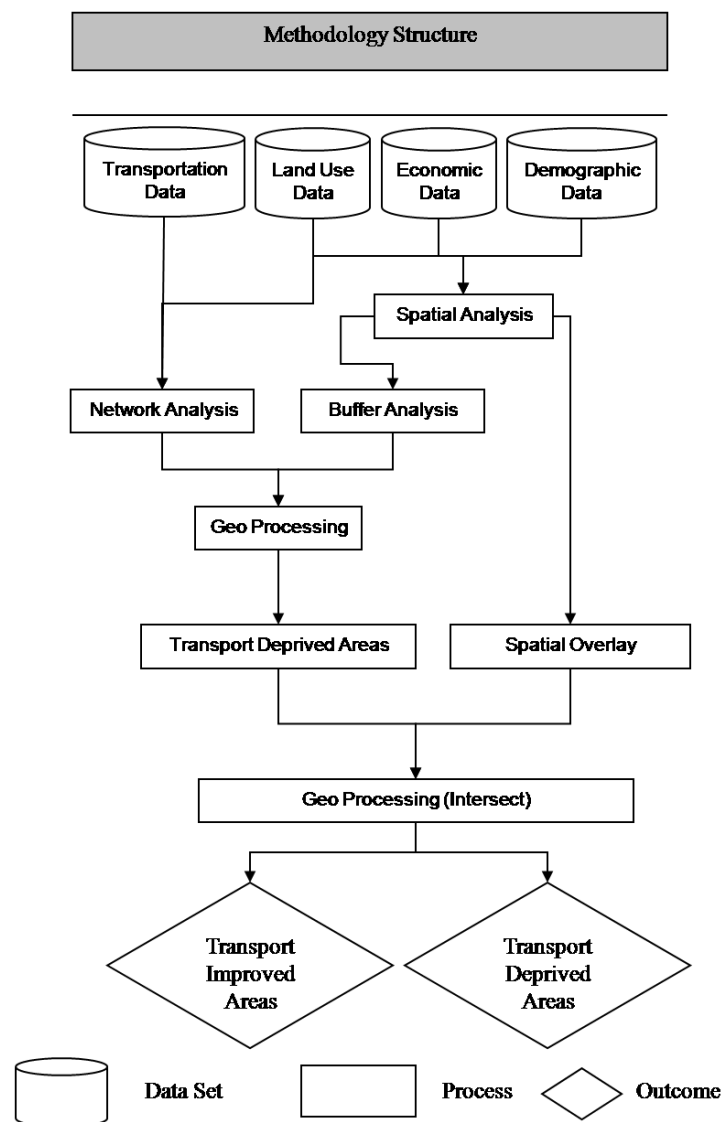 Methodology Structure
Transportation
Data
Land Use
Data
Economic
Data
Demographic
Data
Spatial Analysis
Network Analysis
Buffer Analysis
Geo Processing
Transport Deprived Areas
Spatial Overlay
Geo Processing (Intersect)
Transport
Improved
Areas
Transport
Deprived
Areas
Data Set
Process
Outcome